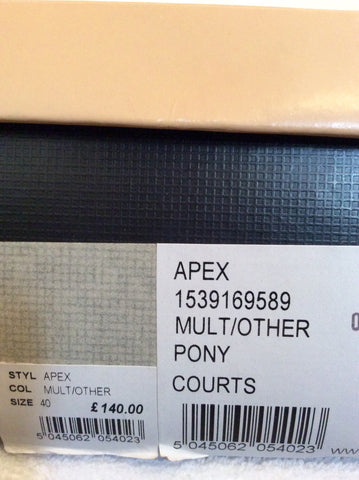 APEX
1539169589
MULT/OTHER
PONY
COURTS
5 045062 054023
www.
STYL APEX
COL MULT/OTHER
SIZE 40
£140.00
5 045062 054023